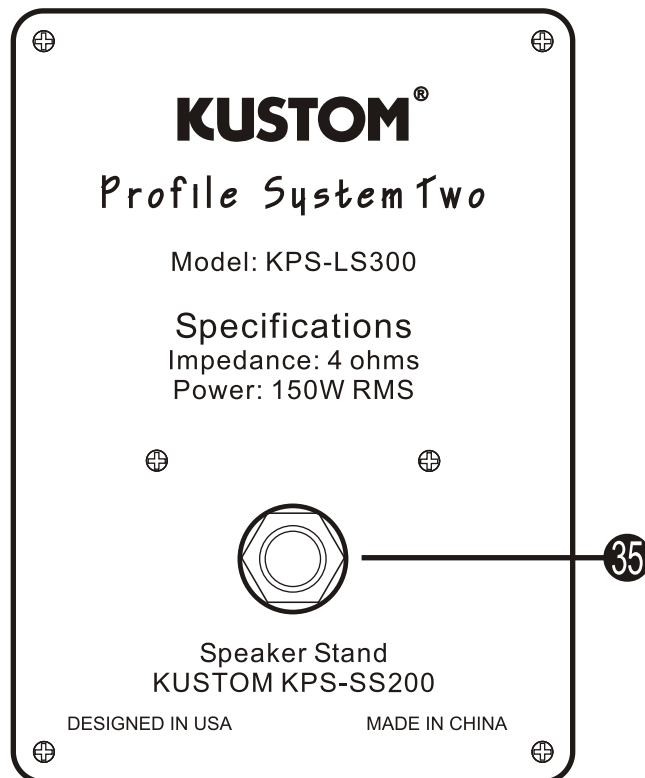 KUSTOM®
Profile System Two
Model: KPS-LS300
Specifications
Impedance: 4 ohms
Power: 150W RMS
35
Speaker Stand
KUSTOM KPS-SS200
DESIGNED IN USA MADE IN CHINA